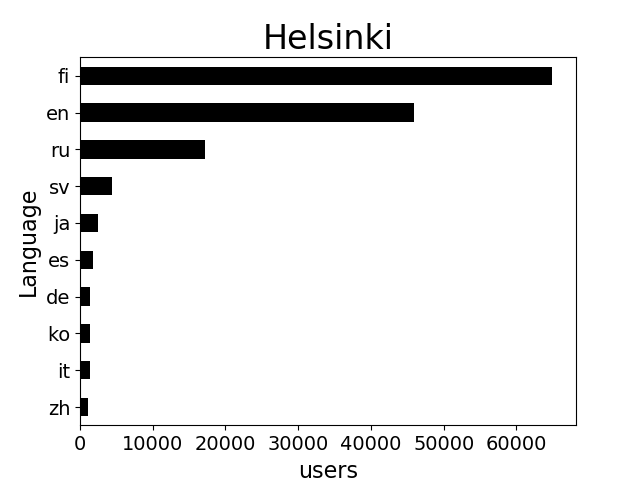 Helsinki
Language
fi
en
ru
sv
ja
es
de
ko
it
zh
0 10000 20000 30000 40000 50000 60000
users